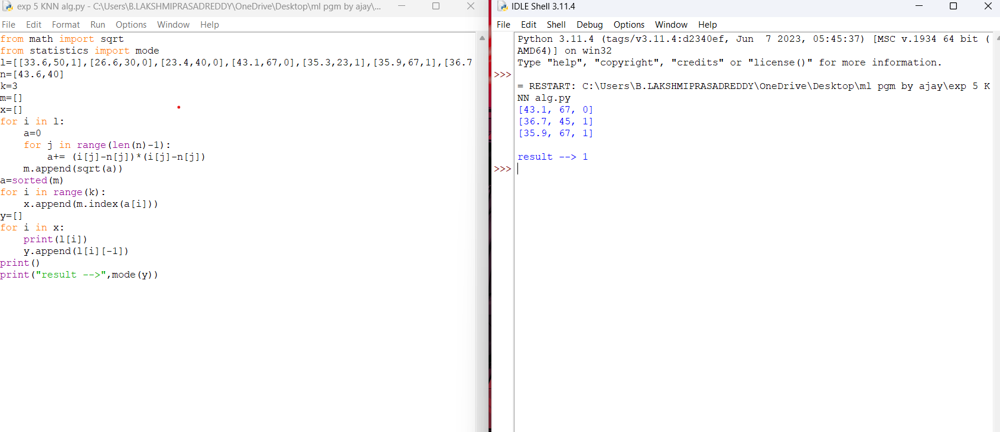 exp 5 KNN alg.py - C:\Users\B.LAKSHMIPRASADREDDY\OneDrive\Desktop\ml pgm by ajay\...
File Edit Format Run Options Window Help
from math import sqrt
from statistics import mode
l=[[33.6,50,1],[26.6,30,0],[23.4,40,0],[43.1,67,0],[35.3,23,1],[35.9,67,1],[36.7
n=[43.6,40]
k=3
m=[]
x=[]
for i in l:
    a=0
    for j in range(len(n)-1):
        a+= (i[j]-n[j])*(i[j]-n[j])
    m.append(sqrt(a))
a=sorted(m)
for i in range(k):
    x.append(m.index(a[i]))
y=[]
for i in x:
    print(l[i])
    y.append(l[i][-1])
print()
print("result -->",mode(y))
IDLE Shell 3.11.4
File Edit Shell Debug Options Window Help
Python 3.11.4 (tags/v3.11.4:d2340ef, Jun  7 2023, 05:45:37) [MSC v.1934 64 bit (
AMD64)] on win32
Type "help", "copyright", "credits" or "license()" for more information.
>>>
= RESTART: C:\Users\B.LAKSHMIPRASADREDDY\OneDrive\Desktop\ml pgm by ajay\exp 5 K
NN alg.py
[43.1, 67, 0]
[36.7, 45, 1]
[35.9, 67, 1]
result --> 1
>>>